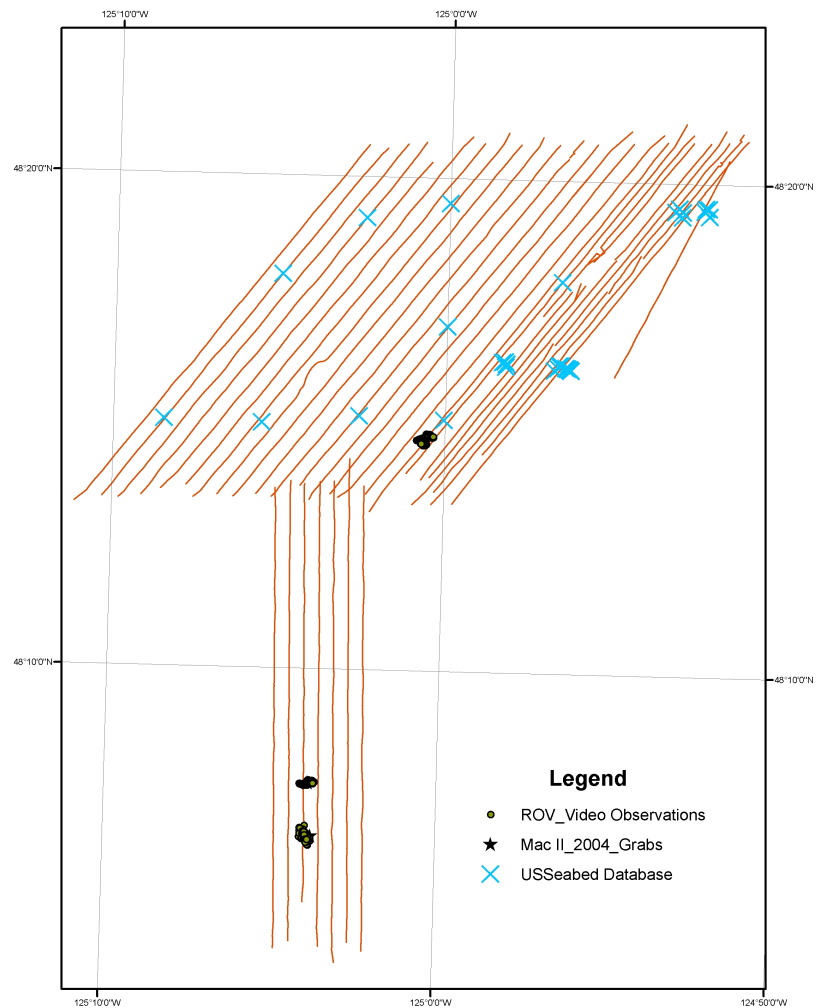 125°10'0"W
125°0'0"W
48°20'0"N
48°20'0"N
48°10'0"N
48°10'0"N
Legend
ROV_Video Observations
Mac II_2004_Grabs
USSeabed Database
125°10'0"W
125°0'0"W
124°50'0"W